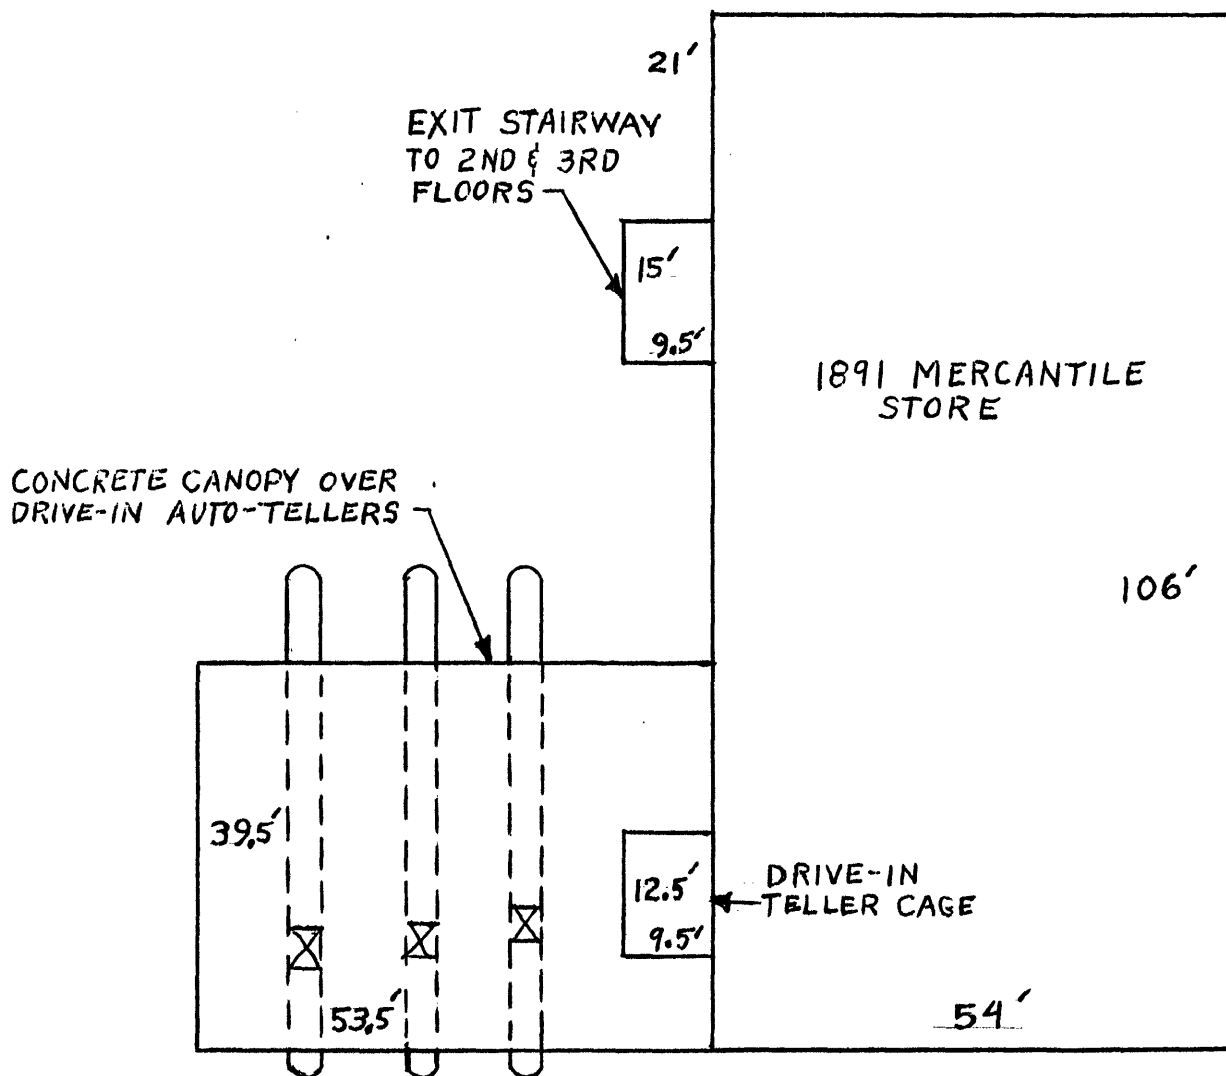 21'
EXIT STAIRWAY
TO 2ND & 3RD
FLOORS
15'
9.5'
1891 MERCANTILE
STORE
CONCRETE CANOPY OVER
DRIVE-IN AUTO-TELLERS
106'
39.5'
12.5'
9.5'
DRIVE-IN
TELLER CAGE
53.5'
54'